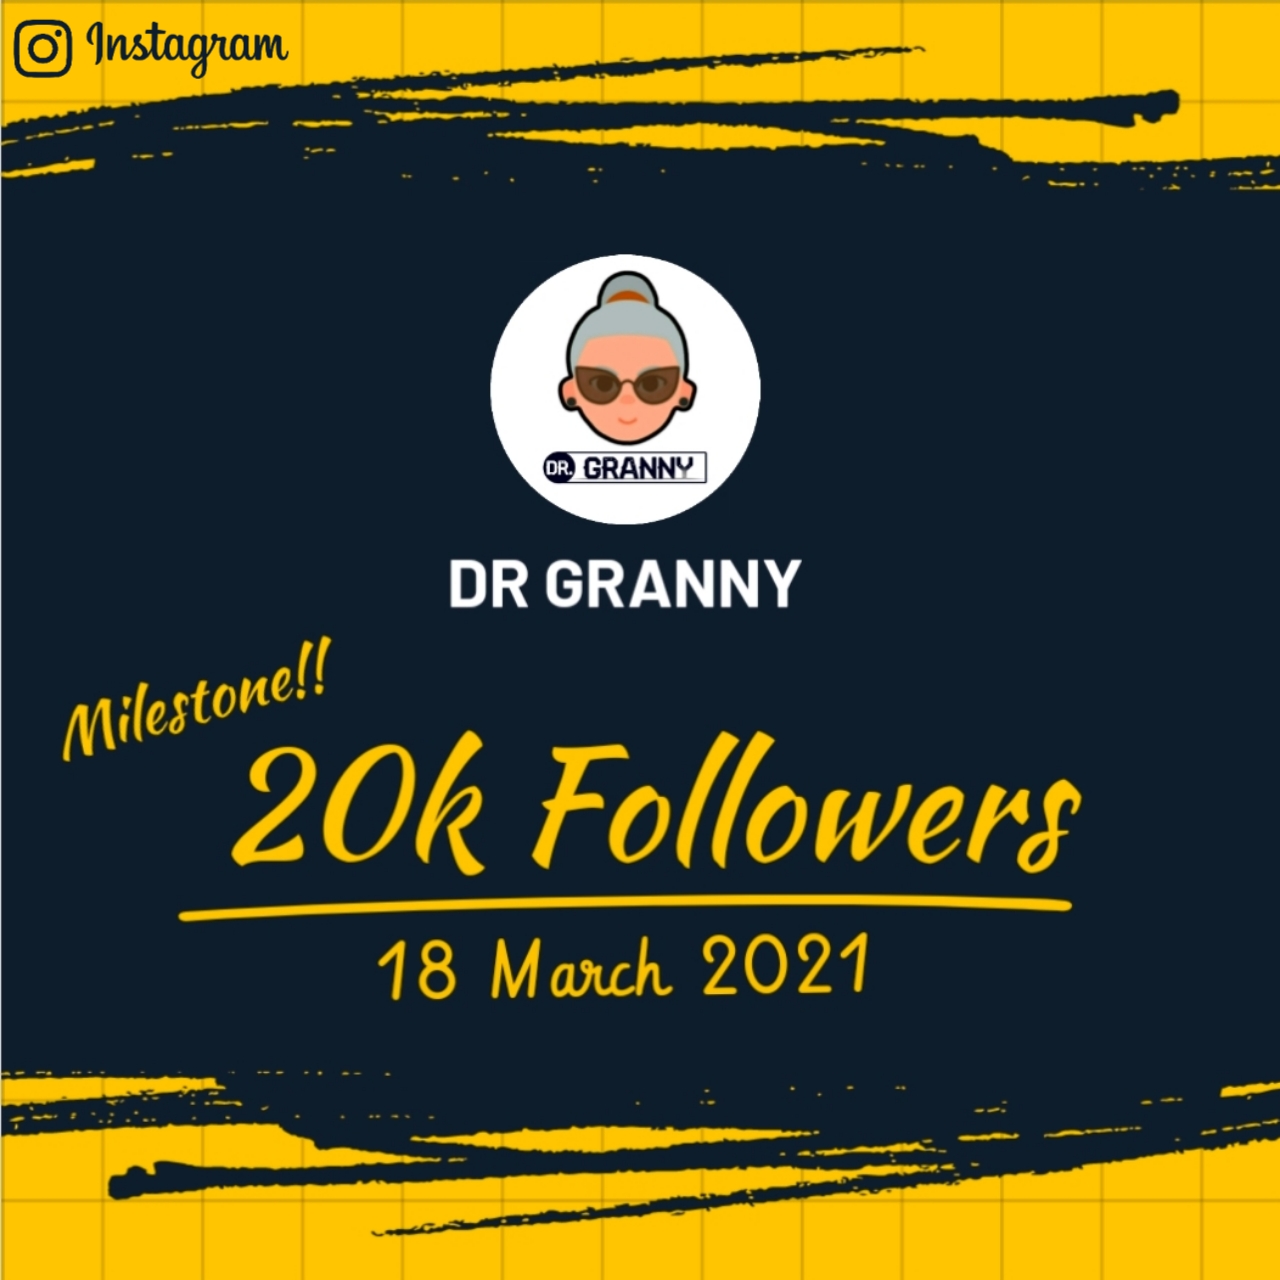 Instagram
DR. GRANNY
DR GRANNY
Milestone!!
20k Followers
18 March 2021